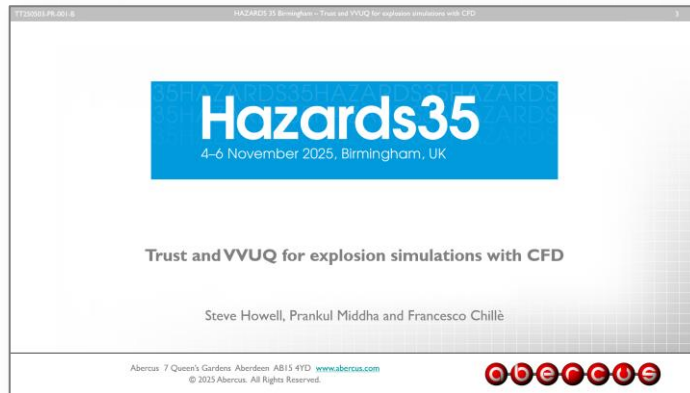 TT250505.PR.001-B HAZARDS 35 Birmingham – Trust and VVUQ for explosion simulations with CFD 3
35HAZARDS35HAZARDS35HAZARDS
Hazards35
4–6 November 2025, Birmingham, UK
Trust and VVUQ for explosion simulations with CFD
Steve Howell, Prankul Middha and Francesco Chillè
Abercus 7 Queen's Gardens Aberdeen AB15 4YD www.abercus.com
© 2025 Abercus. All Rights Reserved.
abercus